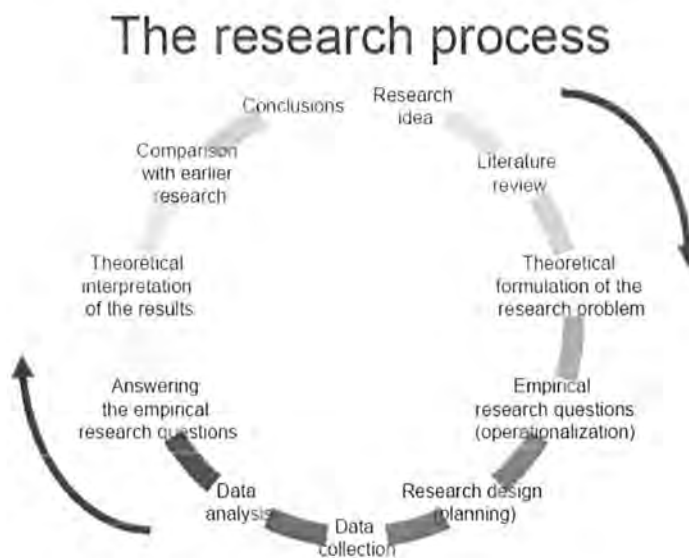 The research process
Research
idea
Literature
review
Theoretical
formulation of the
research problem
Empirical
research questions
(operationalization)
Research design
(planning)
Data
collection
Data
analysis
Answering
the empirical
research questions
Theoretical
interpretation
of the results
Comparison
with earlier
research
Conclusions